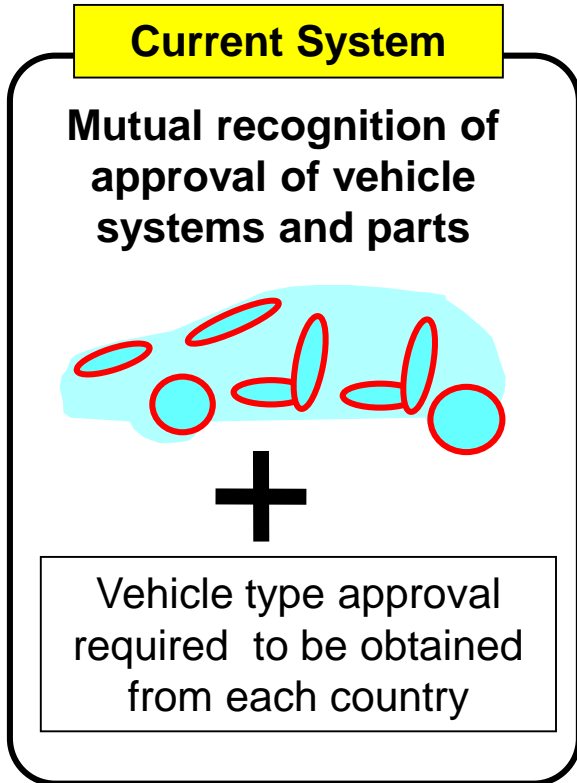 Current System
Mutual recognition of
approval of vehicle
systems and parts
Vehicle type approval
required to be obtained
from each country